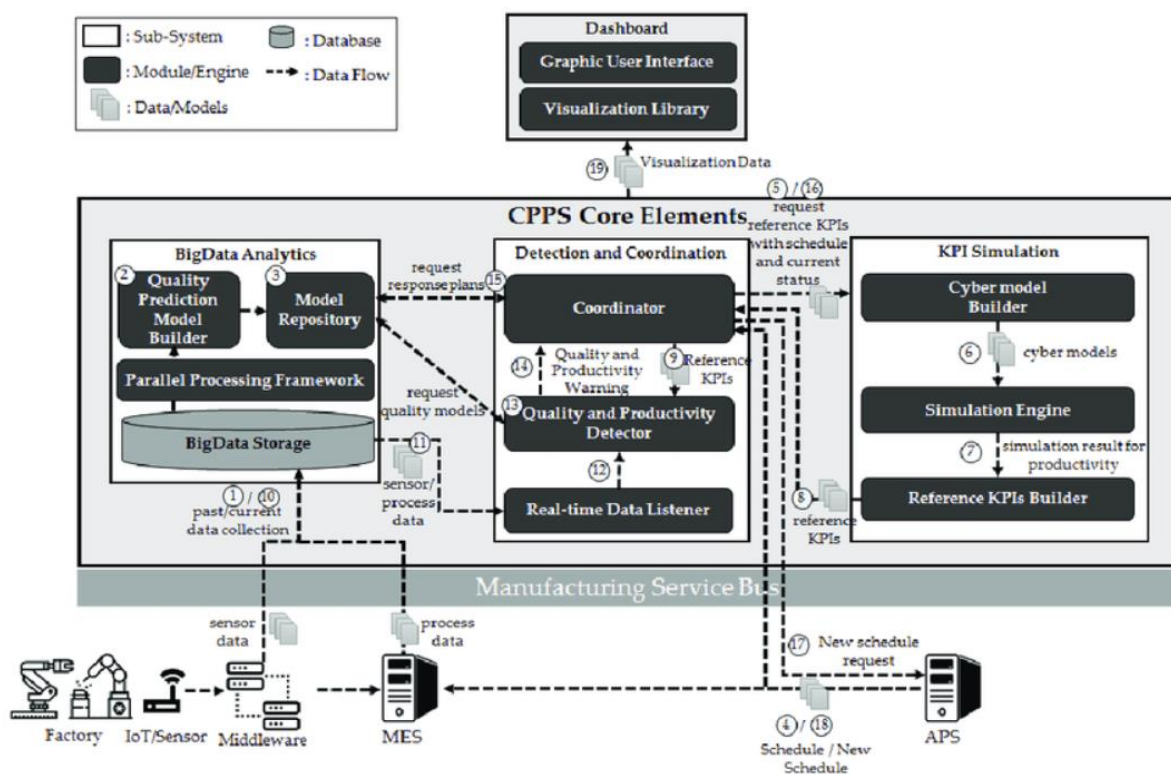 : Sub-System
: Database
: Module/Engine
: Data Flow
: Data/Models
Dashboard
Graphic User Interface
Visualization Library
19
Visualization Data
CPPS Core Elements
5 / 16
request
reference KPIs
with schedule
and current
status
BigData Analytics
2
Quality
Prediction
Model
Builder
3
Model
Repository
Parallel Processing Framework
BigData Storage
1 / 10
past/current
data collection
request
response plans
15
request
quality models
11
sensor/
process data
Detection and Coordination
Coordinator
14
Quality and
Productivity
Warning
9
Reference
KPIs
13
Quality and Productivity
Detector
12
Real-time Data Listener
KPI Simulation
Cyber model
Builder
6
cyber models
Simulation Engine
7
simulation result for
productivity
8
reference
KPIs
Reference KPIs Builder
Manufacturing Service Bus
sensor
data
process
data
17
New schedule
request
Factory
IoT/Sensor
Middleware
MES
4 / 18
Schedule / New
Schedule
APS